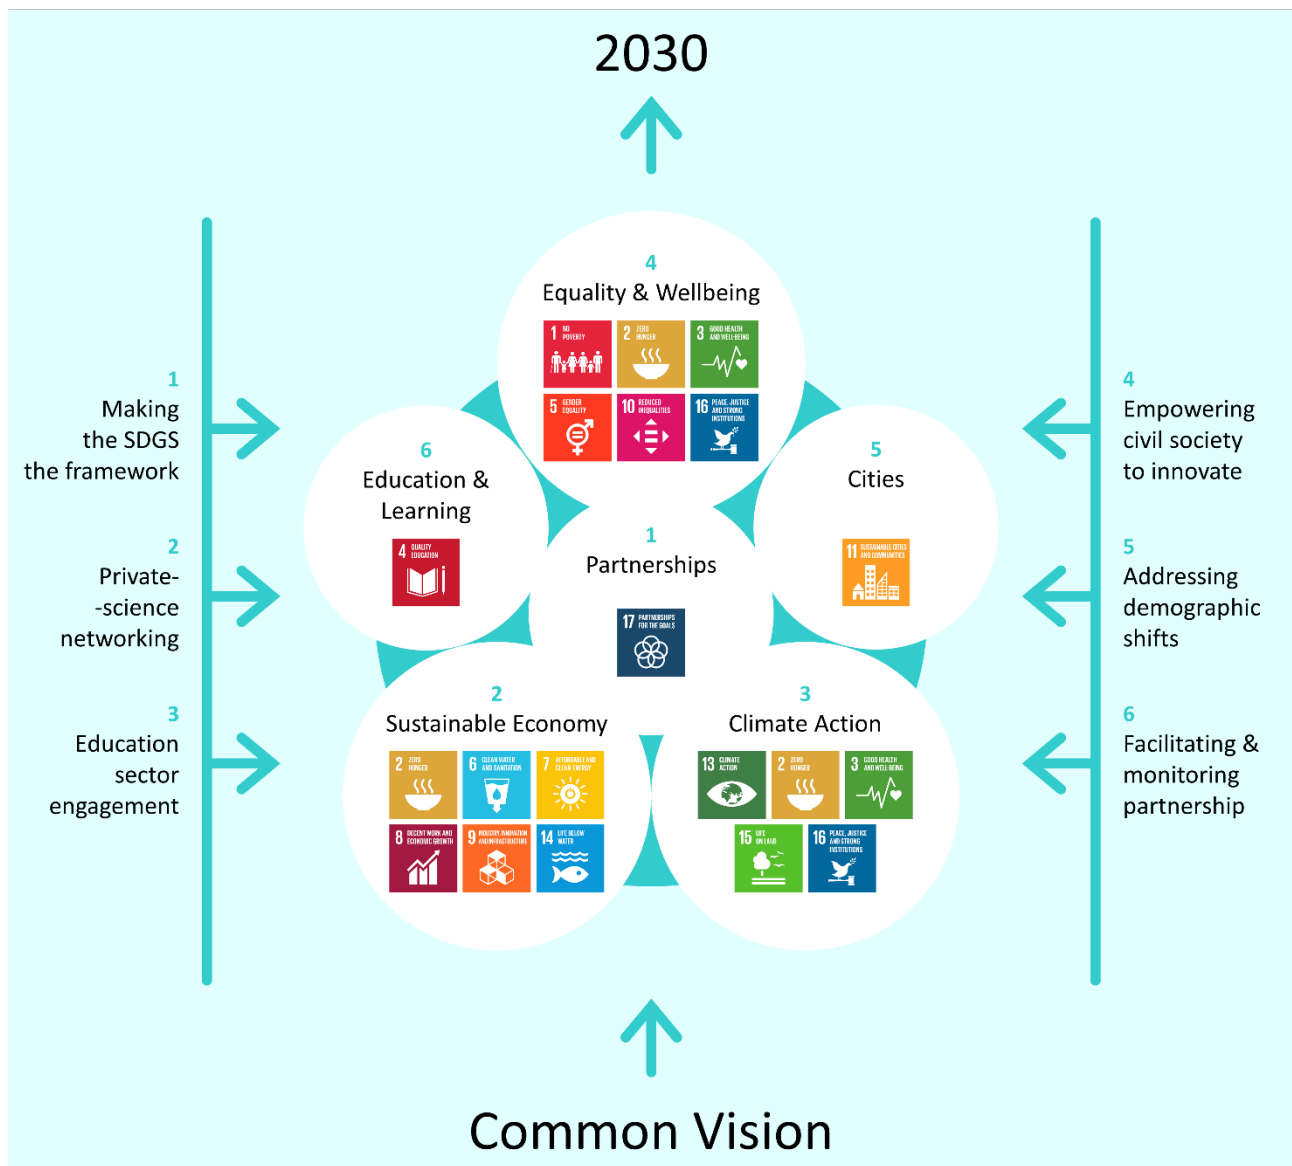 2030
4
Equality & Wellbeing
1 NO
POVERTY
2 ZERO
HUNGER
3 GOOD HEALTH
AND WELL-BEING
5 GENDER
EQUALITY
10 REDUCED
INEQUALITIES
16 PEACE, JUSTICE
AND STRONG
INSTITUTIONS
1
Making
the SDGS
the framework
2
Private-
-science
networking
3
Education
sector
engagement
6
Education &
Learning
4 QUALITY
EDUCATION
1
Partnerships
17 PARTNERSHIPS
FOR THE GOALS
5
Cities
11 SUSTAINABLE CITIES
AND COMMUNITIES
4
Empowering
civil society
to innovate
5
Addressing
demographic
shifts
6
Facilitating &
monitoring
partnership
2
Sustainable Economy
2 ZERO
HUNGER
6 CLEAN WATER
AND SANITATION
7 AFFORDABLE AND
CLEAN ENERGY
8 DECENT WORK AND
ECONOMIC GROWTH
9 INDUSTRY, INNOVATION
AND INFRASTRUCTURE
14 LIFE BELOW
WATER
3
Climate Action
13 CLIMATE
ACTION
2 ZERO
HUNGER
3 GOOD HEALTH
AND WELL-BEING
15 LIFE
ON LAND
16 PEACE, JUSTICE
AND STRONG
INSTITUTIONS
Common Vision